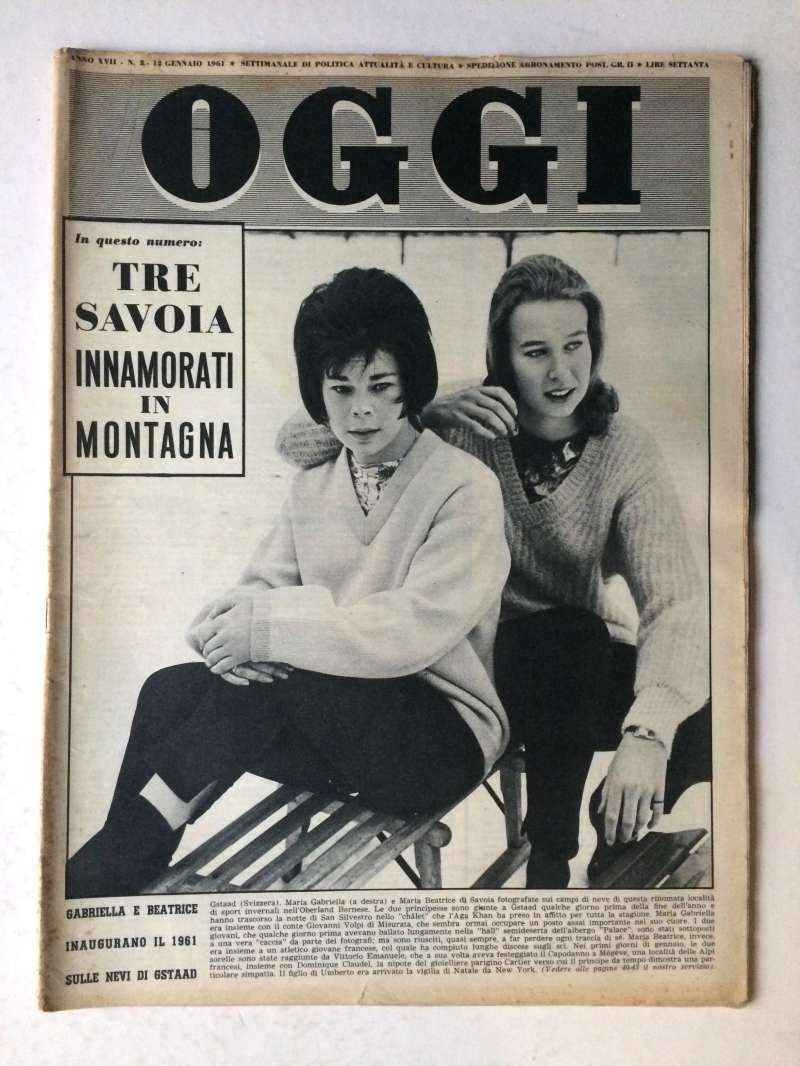 ANNO XVII - N. 2 - 12 GENNAIO 1961 ★ SETTIMANALE DI POLITICA ATTUALITÀ E CULTURA ★ SPEDIZIONE ABBONAMENTO POST. GR. II ★ LIRE SETTANTA
OGGI
In questo numero:
TRE
SAVOIA
INNAMORATI
IN
MONTAGNA
GABRIELLA E BEATRICE
INAUGURANO IL 1961
SULLE NEVI DI GSTAAD
Gstaad (Svizzera). Maria Gabriella (a destra) e Maria Beatrice di Savoia fotografate sui campi di neve di questa rinomata località
di sport invernali nell'Oberland Bernese. Le due principesse sono giunte a Gstaad qualche giorno prima della fine dell'anno e
hanno trascorso la notte di San Silvestro nello "châlet" che l'Aga Khan ha preso in affitto per tutta la stagione. Maria Gabriella
era insieme con il conte Giovanni Volpi di Misurata, che sembra ormai occupare un posto assai importante nel suo cuore. I due
giovani, che qualche giorno prima avevano ballato lungamente nella "hall" semideserta dell'albergo "Palace", sono stati sottoposti
a una vera "caccia" da parte dei fotografi; ma sono riusciti, quasi sempre, a far perdere ogni traccia di sé. Maria Beatrice, invece,
era insieme a un atletico giovane francese, col quale ha compiuto lunghe discese sugli sci. Nei primi giorni di gennaio, le due
sorelle sono state raggiunte da Vittorio Emanuele, che a sua volta aveva festeggiato il Capodanno a Mégève, una località delle Alpi
francesi, insieme con Dominique Claudel, la nipote del gioielliere parigino Cartier verso cui il principe da tempo dimostra una par-
ticolare simpatia. Il figlio di Umberto era arrivato la vigilia di Natale da New York. (Vedere alle pagine 40-43 il nostro servizio).